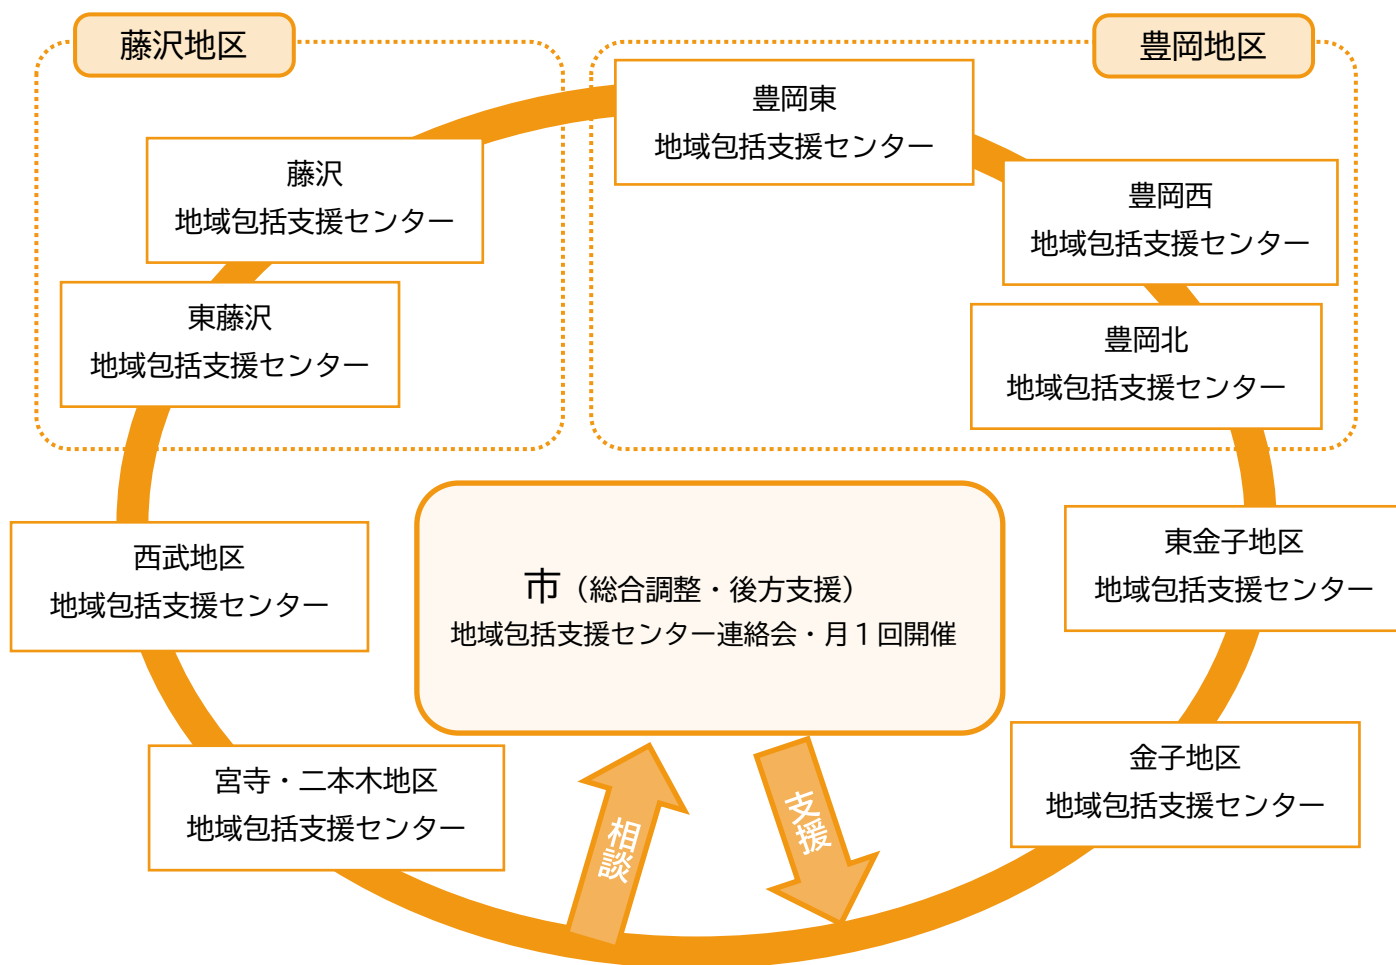 藤沢地区
豊岡地区
豊岡東
地域包括支援センター
藤沢
地域包括支援センター
豊岡西
地域包括支援センター
東藤沢
地域包括支援センター
豊岡北
地域包括支援センター
西武地区
地域包括支援センター
市（総合調整・後方支援）
地域包括支援センター連絡会・月１回開催
東金子地区
地域包括支援センター
宮寺・二本木地区
地域包括支援センター
相談
支援
金子地区
地域包括支援センター